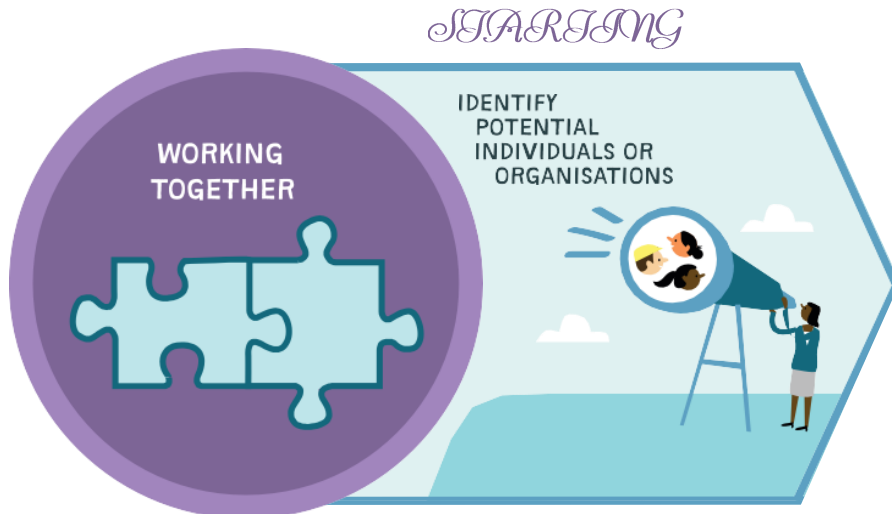 STARTING
WORKING
TOGETHER
IDENTIFY
POTENTIAL
INDIVIDUALS OR
ORGANISATIONS